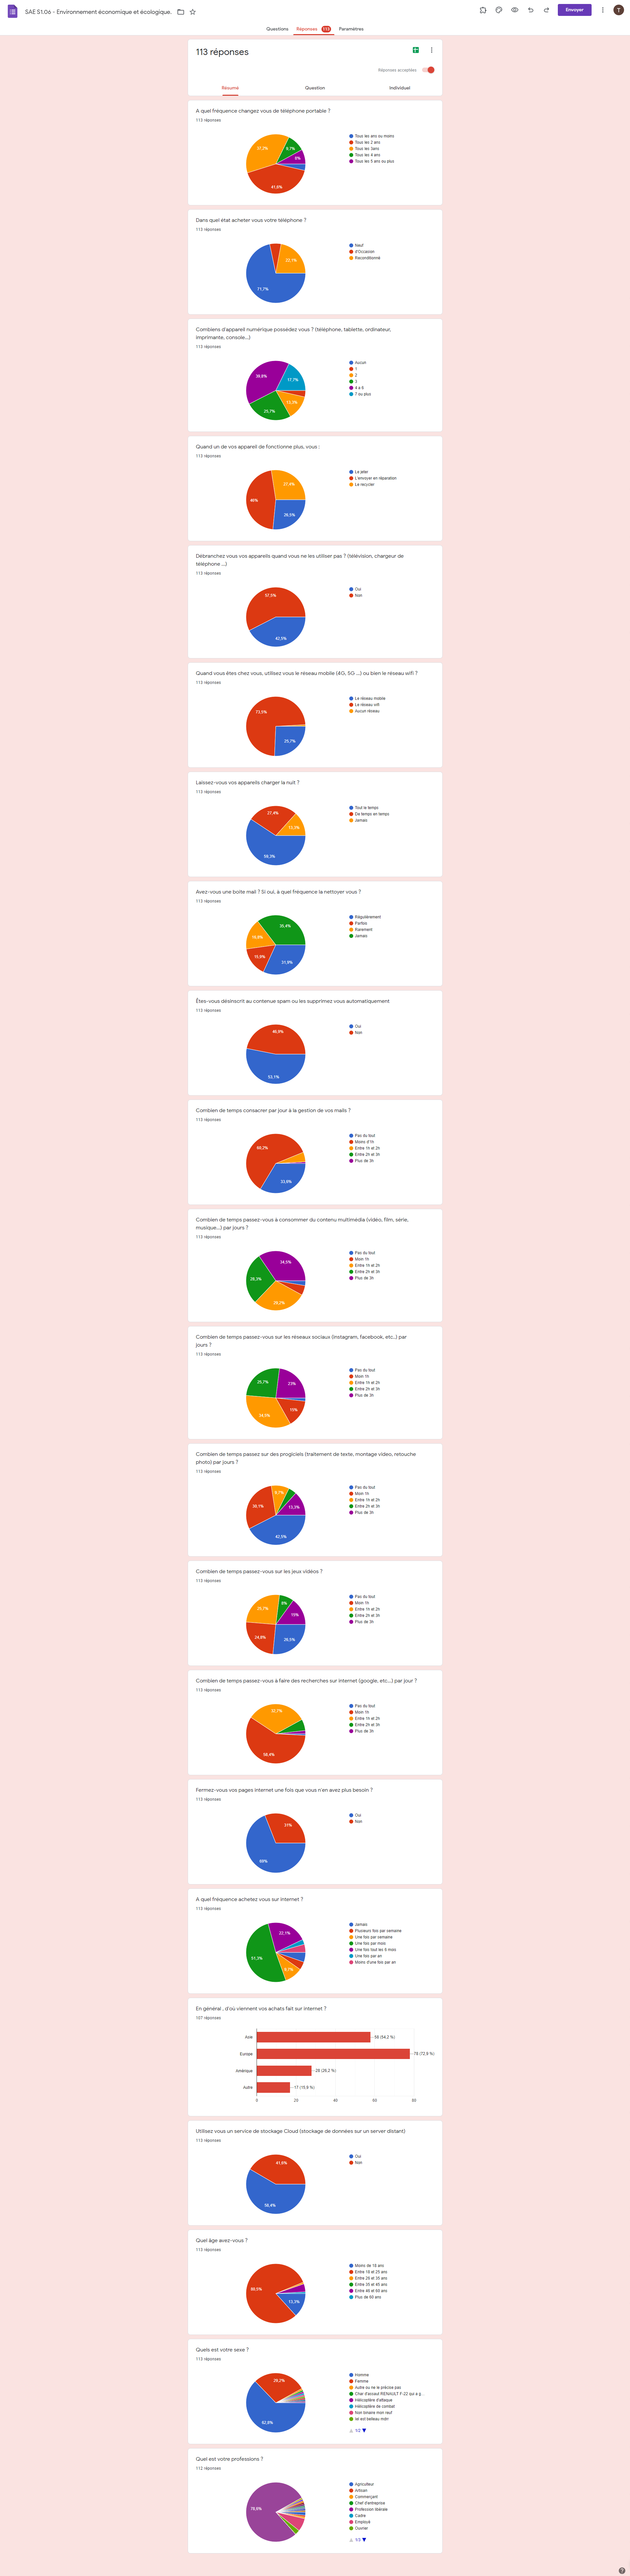 SAE S1.06 - Environnement économique et écologique.
Envoyer
T
Questions Réponses 113 Paramètres
113 réponses
Réponses acceptées
Résumé Question Individuel
A quel fréquence changez vous de téléphone portable ?
113 réponses
Tous les ans ou moins
Tous les 2 ans
Tous les 3ans
Tous les 4 ans
Tous les 5 ans ou plus
9,7%
8%
41,6%
Dans quel état acheter vous votre téléphone ?
113 réponses
Neuf
d'Occasion
Reconditionné
22,1%
71,7%
Combiens d'appareil numérique possédez vous ? (téléphone, tablette, ordinateur,
imprimante, console...)
113 réponses
Aucun
1
2
3
4 à 6
7 ou plus
17,7%
13,3%
25,7%
Quand un de vos appareil de fonctionne plus, vous :
113 réponses
La jeter
L'envoyer en réparation
La recycler
27,4%
46%
26,5%
Débranchez vous vos appareils quand vous ne les utiliser pas ? (télévision, chargeur de
téléphone ...)
113 réponses
Oui
Non
57,5%
42,5%
Quand vous êtes chez vous, utilisez vous le réseau mobile (4G, 5G ...) ou bien le réseau wifi ?
113 réponses
Le réseau mobile
Le réseau wifi
Aucun réseau
73,5%
25,7%
Laissez-vous vos appareils charger la nuit ?
113 réponses
Tout le temps
De temps en temps
Jamais
27,4%
13,3%
59,3%
Avez-vous une boite mail ? Si oui, à quel fréquence la nettoyer vous ?
113 réponses
Régulièrement
Parfois
Rarement
Jamais
35,4%
31,9%
Êtes-vous désinscrit au contenue spam ou les supprimez vous automatiquement
113 réponses
Oui
Non
46,9%
53,1%
Combien de temps consacrer par jour à la gestion de vos mails ?
113 réponses
Pas du tout
Moins d'1h
Entre 1h et 2h
Entre 2h et 3h
Plus de 3h
60,2%
33,6%
Combien de temps passez-vous à consommer du contenu multimédia (vidéo, film, série,
musique...) par jours ?
113 réponses
Pas du tout
Moin 1h
Entre 1h et 2h
Entre 2h et 3h
Plus de 3h
34,5%
28,3%
29,2%
Combien de temps passez-vous sur les réseaux sociaux (instagram, facebook, etc..) par
jours ?
113 réponses
Pas du tout
Moin 1h
Entre 1h et 2h
Entre 2h et 3h
Plus de 3h
25,7%
23%
15%
34,5%
Combien de temps passez sur des progiciels (traitement de texte, montage video, retouche
photo) par jours ?
113 réponses
Pas du tout
Moin 1h
Entre 1h et 2h
Entre 2h et 3h
Plus de 3h
9,7%
30,1%
13,3%
42,5%
Combien de temps passez-vous sur les jeux vidéos ?
113 réponses
Pas du tout
Moin 1h
Entre 1h et 2h
Entre 2h et 3h
Plus de 3h
25,7%
8%
15%
24,8%
26,5%
Combien de temps passez-vous à faire des recherches sur internet (google, etc...) par jour ?
113 réponses
Pas du tout
Moin 1h
Entre 1h et 2h
Entre 2h et 3h
Plus de 3h
32,7%
58,4%
Fermez-vous vos pages internet une fois que vous n'en avez plus besoin ?
113 réponses
Oui
Non
31%
69%
A quel fréquence achetez vous sur internet ?
113 réponses
Jamais
Plusieurs fois par semaine
Une fois par semaine
Une fois par mois
Une fois tout les 6 mois
Une fois par an
Moins d'une fois par an
22,1%
51,3%
9,7%
En général , d'où viennent vos achats fait sur internet ?
107 réponses
Asie
58 (54,2 %)
Europe
78 (72,9 %)
Amérique
28 (26,2 %)
Autre
17 (15,9 %)
0 20 40 60 80
Utilisez vous un service de stockage Cloud (stockage de données sur un server distant)
113 réponses
Oui
Non
41,6%
58,4%
Quel âge avez-vous ?
113 réponses
Moins de 18 ans
Entre 18 et 25 ans
Entre 26 et 35 ans
Entre 35 et 45 ans
Entre 46 et 60 ans
Plus de 60 ans
80,5%
13,3%
Quels est votre sexe ?
113 réponses
Homme
Femme
Autre ou ne le précise pas
Char d'assaut RENAULT F-22 qui a g
Hélicoptère d'attaque
Hélicoptère de combat
Non binaire mon reuf
1/2
29,2%
62,8%
Quel est votre professions ?
112 réponses
Agriculteur
Artisan
Commerçant
Chef d'entreprise
Profession libérale
Cadre
Employé
Ouvrier